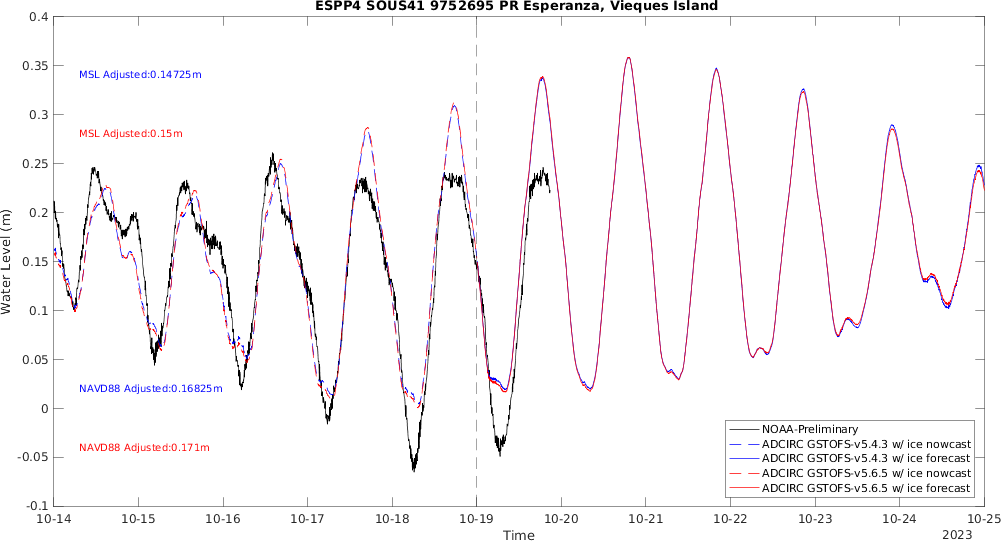 ESPP4 SOUS41 9752695 PR Esperanza, Vieques Island
0.4
0.35
0.3
0.25
0.2
0.15
0.1
0.05
0
-0.05
-0.1
Water Level (m)
MSL Adjusted:0.14725m
MSL Adjusted:0.15m
NAVD88 Adjusted:0.16825m
NAVD88 Adjusted:0.171m
NOAA-Preliminary
ADCIRC GSTOFS-v5.4.3 w/ ice nowcast
ADCIRC GSTOFS-v5.4.3 w/ ice forecast
ADCIRC GSTOFS-v5.6.5 w/ ice nowcast
ADCIRC GSTOFS-v5.6.5 w/ ice forecast
10-14 10-15 10-16 10-17 10-18 10-19 10-20 10-21 10-22 10-23 10-24 10-25
Time
2023